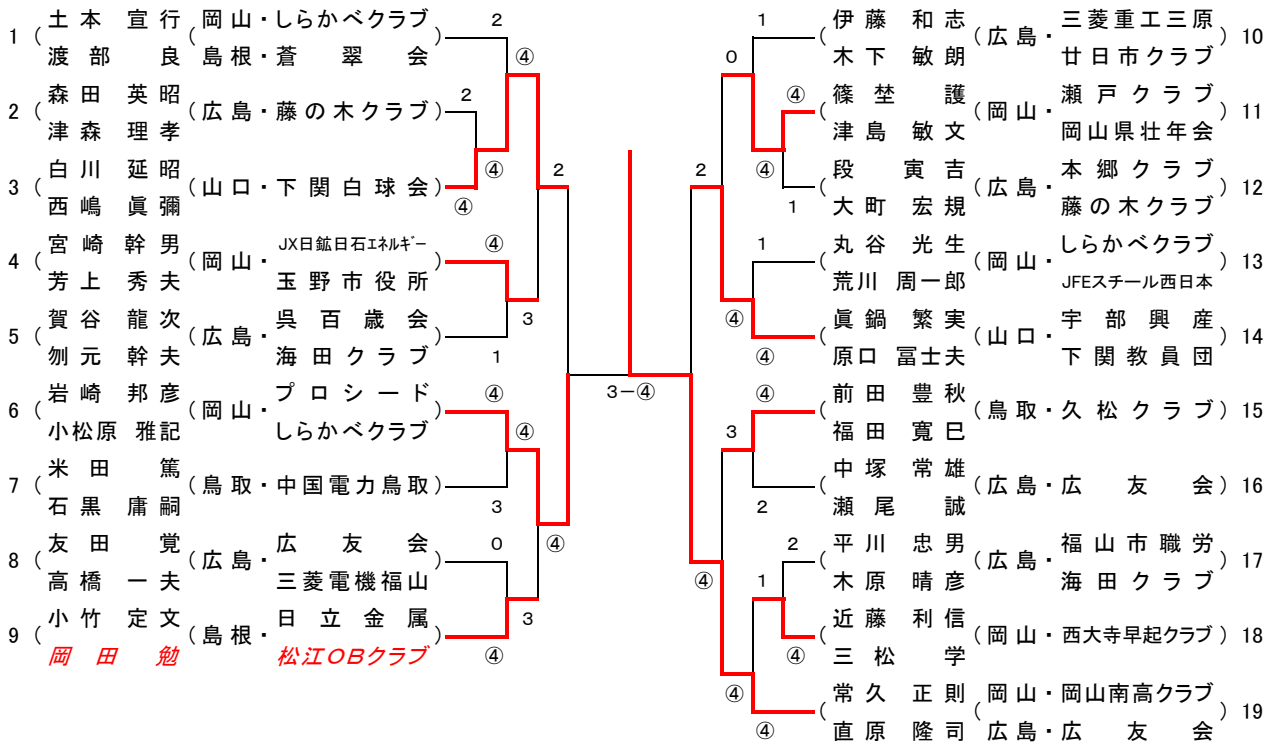 1 ( 土本 宣行 ( 岡山・しらかべクラブ ) 2
渡部 良 島根・蒼翠会
④
2 ( 森田 英昭 ( 広島・藤の木クラブ ) 2
津森 理孝
④
3 ( 白川 延昭 ( 山口・下関白球会 ) ④
西嶋 眞彌
2
4 ( 宮崎 幹男 ( 岡山・ JX日鉱日石エネルギー ) ④
芳上 秀夫 玉野市役所
3
5 ( 賀谷 龍次 ( 広島・ 呉百歳会 ) 1
刎元 幹夫 海田クラブ
6 ( 岩崎 邦彦 ( 岡山・ プロシード ) ④
小松原 雅記 しらかべクラブ
④
7 ( 米田 篤 ( 鳥取・中国電力鳥取 ) 3
石黒 庸嗣
④
8 ( 友田 覚 ( 広島・ 広友会 ) 0
高橋 一夫 三菱電機福山
3
9 ( 小竹 定文 ( 島根・ 日立金属 ) ④
岡田 勉 松江OBクラブ
3-④
1 ( 伊藤 和志 ( 広島・ 三菱重工三原 ) 10
木下 敏朗 廿日市クラブ
0
④ ( 篠埜 護 ( 岡山・ 瀬戸クラブ ) 11
津島 敏文 岡山県壮年会
④
1 ( 段 寅吉 ( 広島・ 本郷クラブ ) 12
大町 宏規 藤の木クラブ
2
1 ( 丸谷 光生 ( 岡山・ しらかべクラブ ) 13
荒川 周一郎 JFEスチール西日本
④
④ ( 眞鍋 繁実 ( 山口・ 宇部興産 ) 14
原口 冨士夫 下関教員団
④ ( 前田 豊秋 ( 鳥取・久松クラブ ) 15
福田 寛巳
3
2 ( 中塚 常雄 ( 広島・広友会 ) 16
瀬尾 誠
④
2 ( 平川 忠男 ( 広島・ 福山市職労 ) 17
木原 晴彦 海田クラブ
1
④ ( 近藤 利信 ( 岡山・西大寺早起クラブ ) 18
三松 学
④
④ ( 常久 正則 ( 岡山・岡山南高クラブ ) 19
直原 隆司 広島・広友会